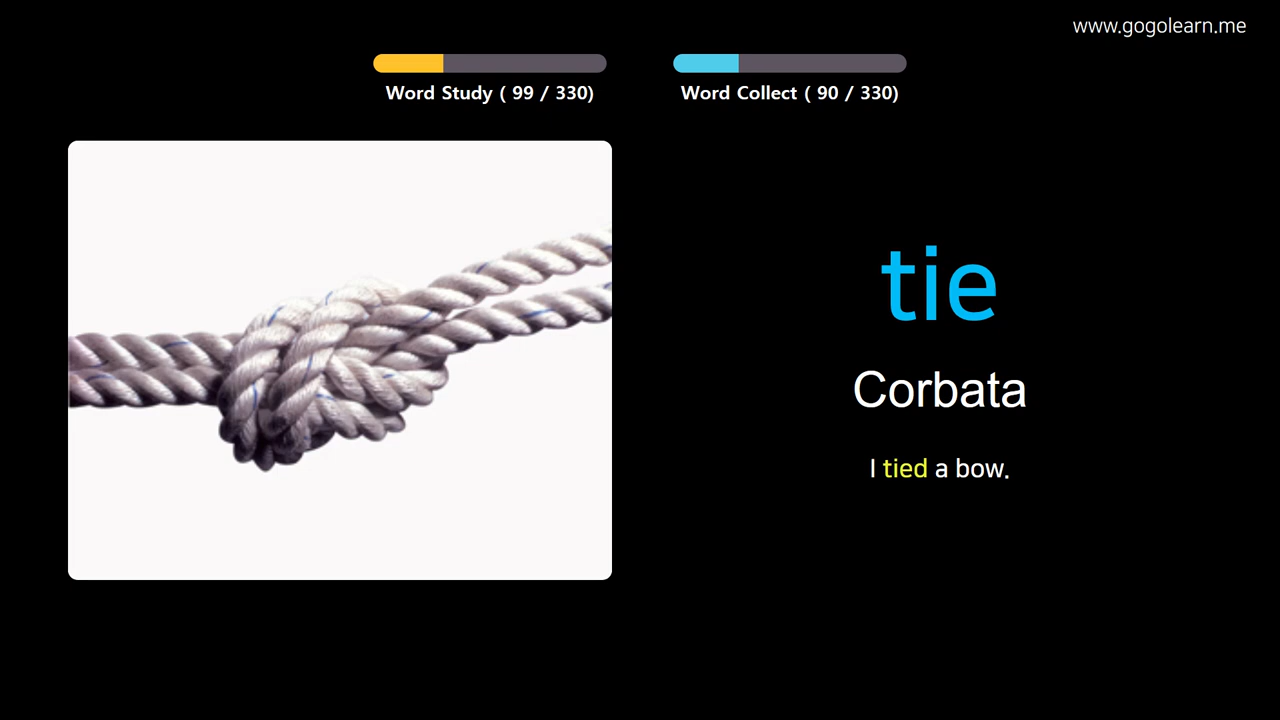 www.gogolearn.me
Word Study ( 99 / 330)
Word Collect ( 90 / 330)
tie
Corbata
I tied a bow.